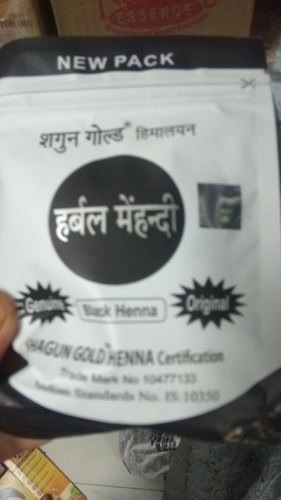 ESSENCE
NEW PACK
शगुन गोल्ड® हिमालयन
हर्बल मेंहन्दी
Genuine Black Henna Original
SHAGUN GOLD® HENNA Certification
Trade Mark No 10477133
Indian Standards No. IS:10350